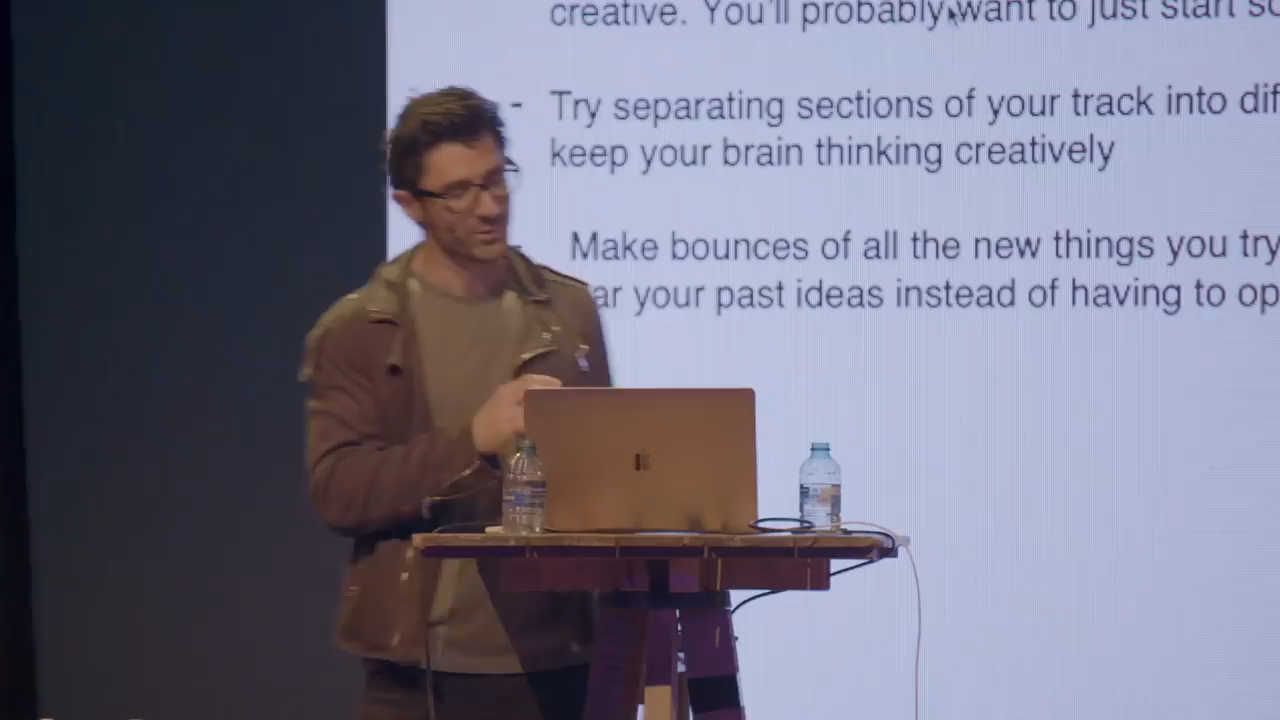 creative. You'll probably want to just start
- Try separating sections of your track into
keep your brain thinking creatively
Make bounces of all the new things you try
your past ideas instead of having to